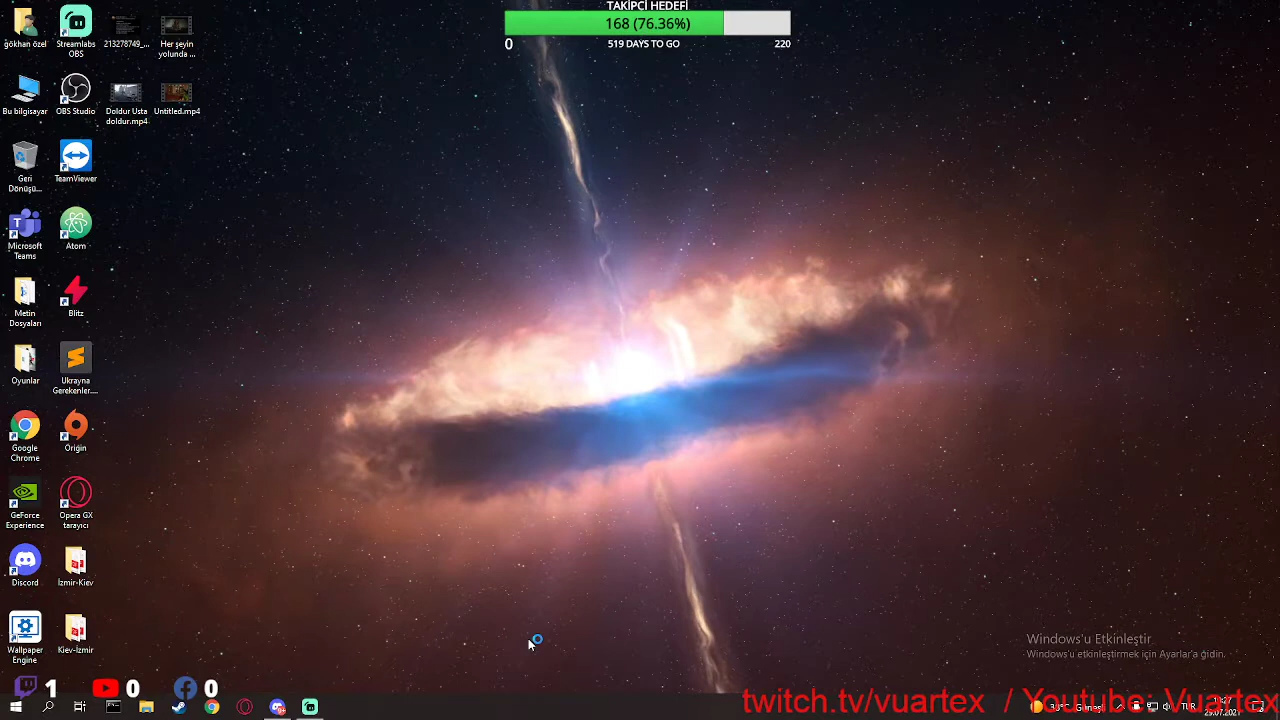 TAKİPÇİ HEDEFİ
168 (76.36%)
0
519 DAYS TO GO
220
gökhan özel
Streamlabs OBS
213278749_...
Her şeyin yolunda ...
Bu bilgisayar
OBS Studio
Doldur Usta doldur.mp4
Untitled.mp4
Geri Dönüşü...
TeamViewer
Microsoft Teams
Atom
Metin Dosyaları
Blitz
Oyunlar
Ukrayna Gerekenler....
Google Chrome
Origin
GeForce Experience
Opera GX tarayıcı
Discord
İzmir-Kiev
Wallpaper Engine
Kiev-İzmir
Windows'u Etkinleştir
Windows'u etkinleştirmek için Ayarlar'a gidin.
1
0
0
twitch.tv/vuartex / Youtube: Vuartex